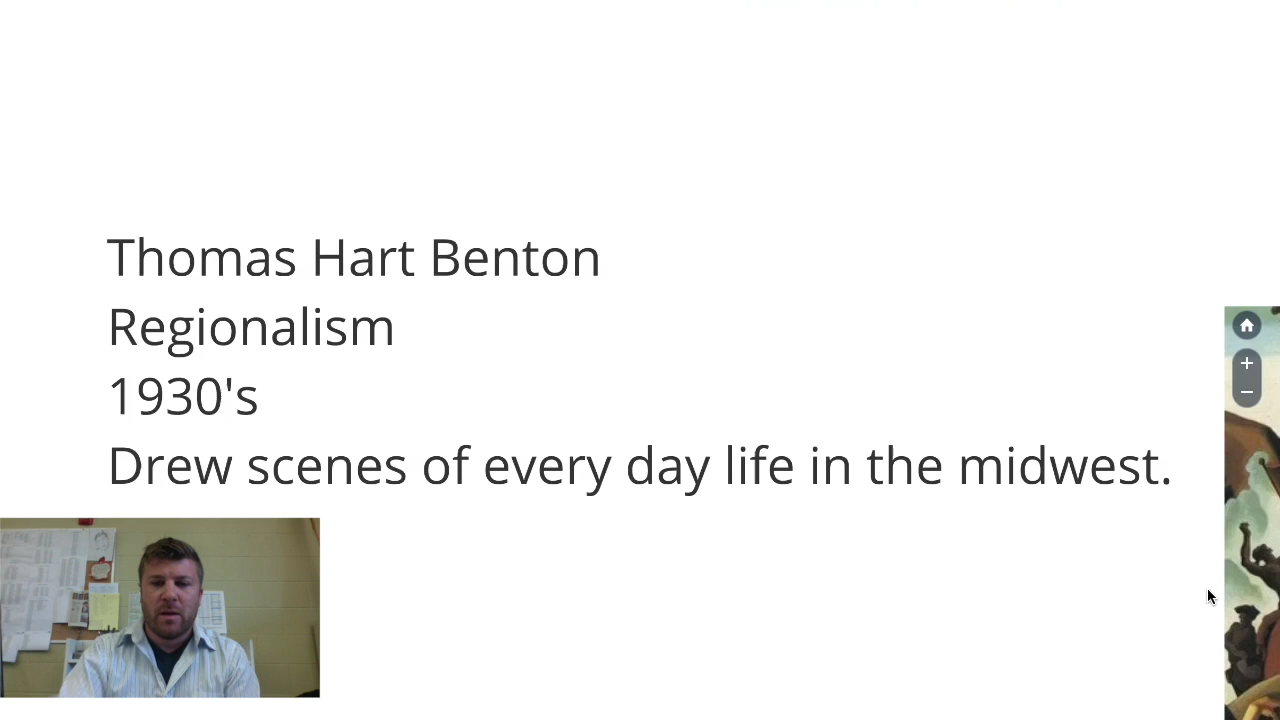 Thomas Hart Benton
Regionalism
1930's
Drew scenes of every day life in the midwest.